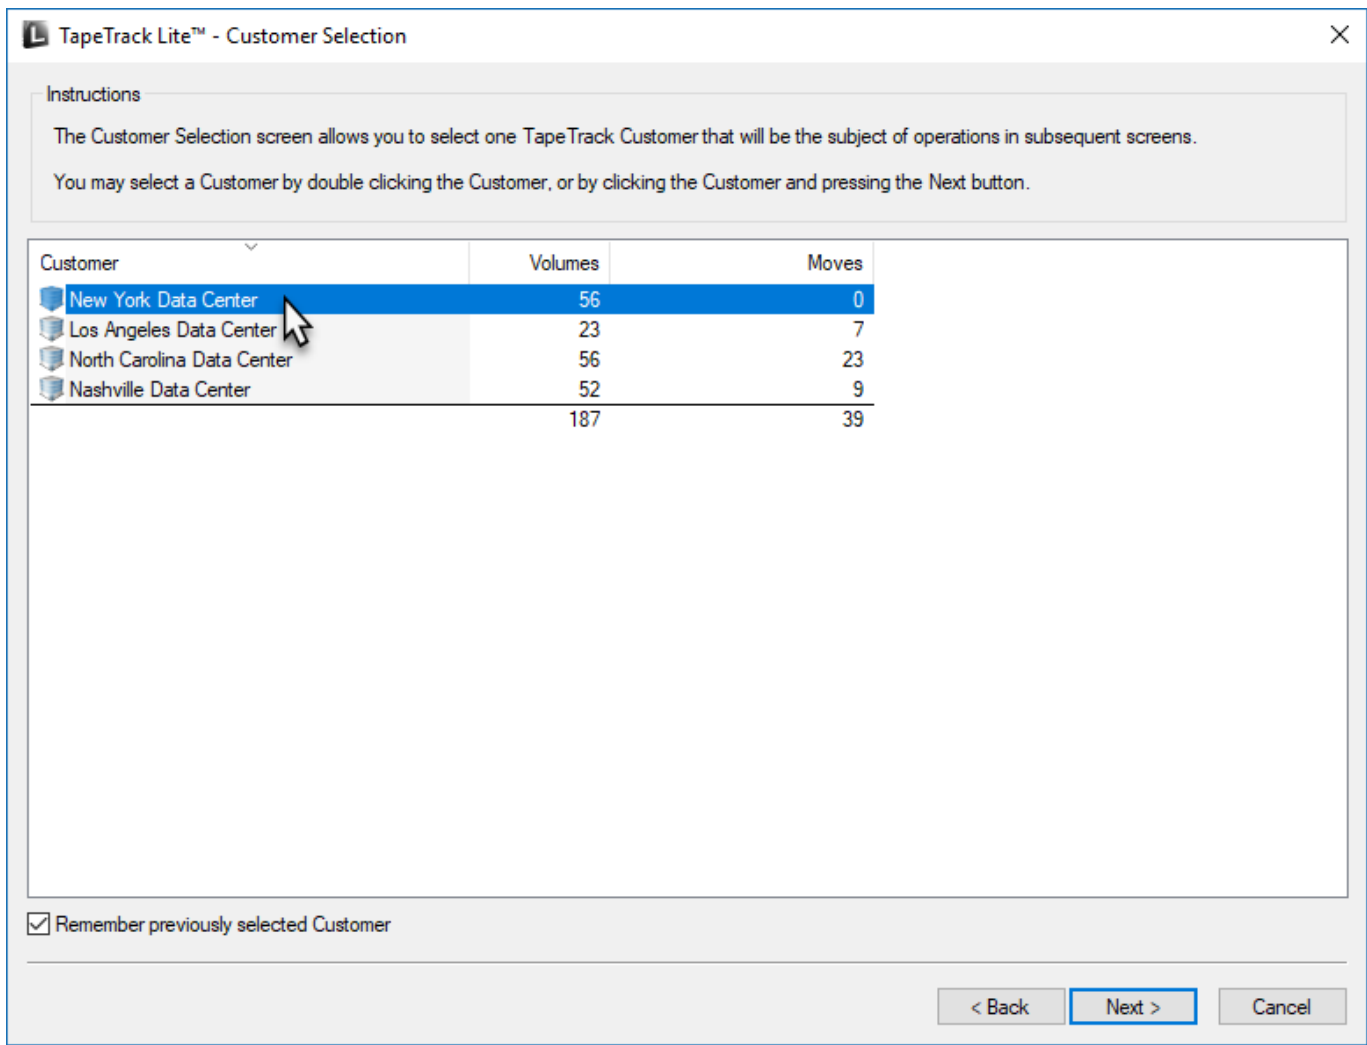 TapeTrack Lite™ - Customer Selection
Instructions
The Customer Selection screen allows you to select one TapeTrack Customer that will be the subject of operations in subsequent screens.
You may select a Customer by double clicking the Customer, or by clicking the Customer and pressing the Next button.
Customer Volumes Moves
New York Data Center 56 0
Los Angeles Data Center 23 7
North Carolina Data Center 56 23
Nashville Data Center 52 9
187 39
Remember previously selected Customer
< Back Next > Cancel